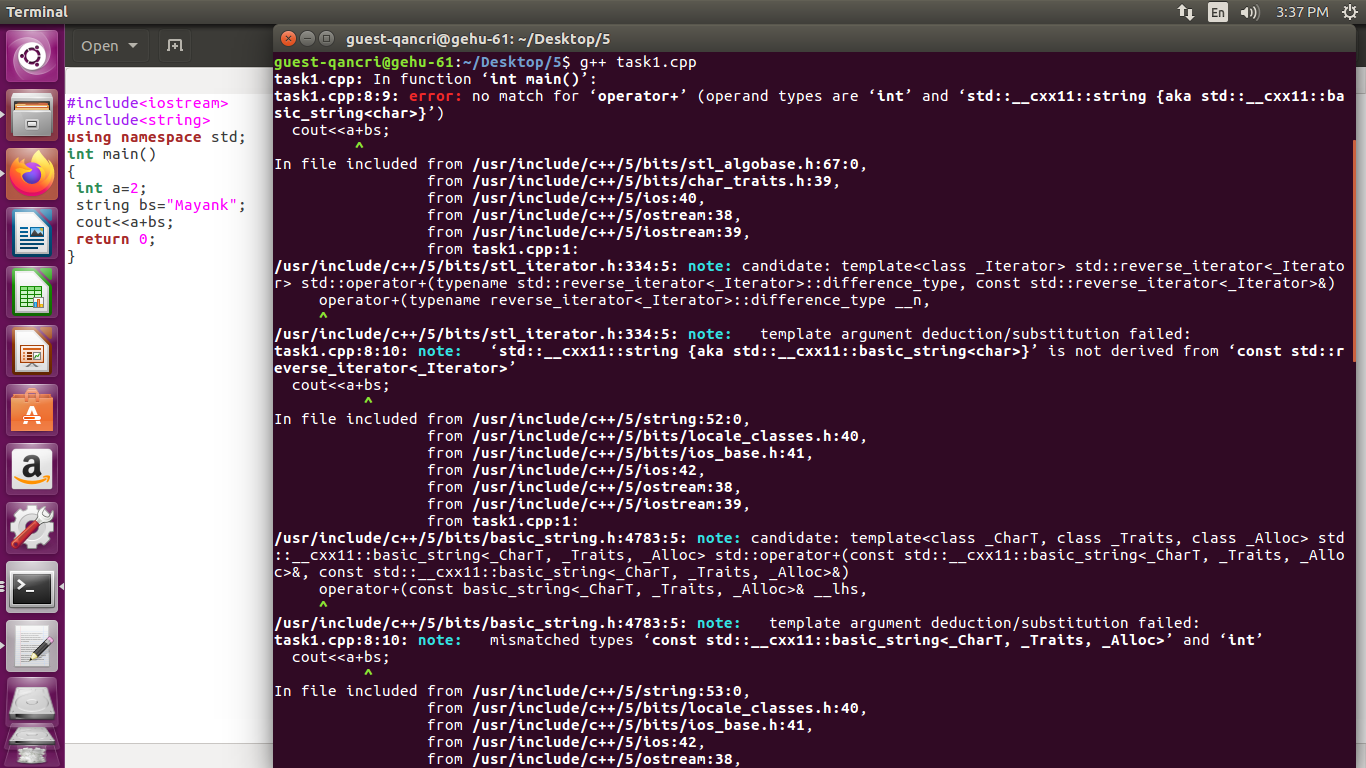 Terminal
En
3:37 PM
Open
guest-qancri@gehu-61: ~/Desktop/5
#include<iostream>
#include<string>
using namespace std;
int main()
{
 int a=2;
 string bs="Mayank";
 cout<<a+bs;
 return 0;
}
guest-qancri@gehu-61:~/Desktop/5$ g++ task1.cpp
task1.cpp: In function ‘int main()’:
task1.cpp:8:9: error: no match for ‘operator+’ (operand types are ‘int’ and ‘std::__cxx11::string {aka std::__cxx11::ba
sic_string<char>}’)
  cout<<a+bs;
         ^
In file included from /usr/include/c++/5/bits/stl_algobase.h:67:0,
                 from /usr/include/c++/5/bits/char_traits.h:39,
                 from /usr/include/c++/5/ios:40,
                 from /usr/include/c++/5/ostream:38,
                 from /usr/include/c++/5/iostream:39,
                 from task1.cpp:1:
/usr/include/c++/5/bits/stl_iterator.h:334:5: note: candidate: template<class _Iterator> std::reverse_iterator<_Iterato
r> std::operator+(typename std::reverse_iterator<_Iterator>::difference_type, const std::reverse_iterator<_Iterator>&)
     operator+(typename reverse_iterator<_Iterator>::difference_type __n,
     ^
/usr/include/c++/5/bits/stl_iterator.h:334:5: note:   template argument deduction/substitution failed:
task1.cpp:8:10: note:   ‘std::__cxx11::string {aka std::__cxx11::basic_string<char>}’ is not derived from ‘const std::r
everse_iterator<_Iterator>’
  cout<<a+bs;
          ^
In file included from /usr/include/c++/5/string:52:0,
                 from /usr/include/c++/5/bits/locale_classes.h:40,
                 from /usr/include/c++/5/bits/ios_base.h:41,
                 from /usr/include/c++/5/ios:42,
                 from /usr/include/c++/5/ostream:38,
                 from /usr/include/c++/5/iostream:39,
                 from task1.cpp:1:
/usr/include/c++/5/bits/basic_string.h:4783:5: note: candidate: template<class _CharT, class _Traits, class _Alloc> std
::__cxx11::basic_string<_CharT, _Traits, _Alloc> std::operator+(const std::__cxx11::basic_string<_CharT, _Traits, _Allo
c>&, const std::__cxx11::basic_string<_CharT, _Traits, _Alloc>&)
     operator+(const basic_string<_CharT, _Traits, _Alloc>& __lhs,
     ^
/usr/include/c++/5/bits/basic_string.h:4783:5: note:   template argument deduction/substitution failed:
task1.cpp:8:10: note:   mismatched types ‘const std::__cxx11::basic_string<_CharT, _Traits, _Alloc>’ and ‘int’
  cout<<a+bs;
          ^
In file included from /usr/include/c++/5/string:53:0,
                 from /usr/include/c++/5/bits/locale_classes.h:40,
                 from /usr/include/c++/5/bits/ios_base.h:41,
                 from /usr/include/c++/5/ios:42,
                 from /usr/include/c++/5/ostream:38,